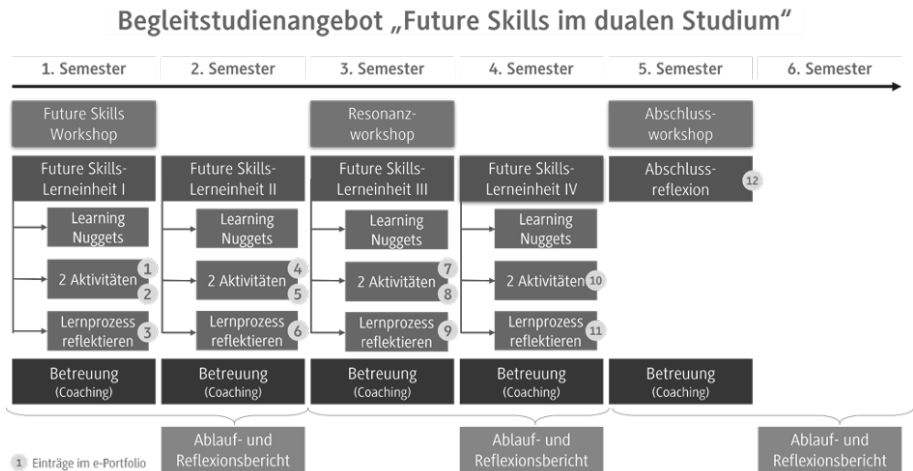 Begleitstudienangebot „Future Skills im dualen Studium“
1. Semester
2. Semester
3. Semester
4. Semester
5. Semester
6. Semester
Future Skills
Workshop
Resonanz-
workshop
Abschluss-
workshop
Future Skills-
Lerneinheit I
Future Skills-
Lerneinheit II
Future Skills-
Lerneinheit III
Future Skills-
Lerneinheit IV
Abschluss-
reflexion
12
Learning
Nuggets
Learning
Nuggets
Learning
Nuggets
Learning
Nuggets
2 Aktivitäten
1
2
2 Aktivitäten
4
5
2 Aktivitäten
7
8
2 Aktivitäten
10
Lernprozess
reflektieren
3
Lernprozess
reflektieren
6
Lernprozess
reflektieren
9
Lernprozess
reflektieren
11
Betreuung
(Coaching)
Betreuung
(Coaching)
Betreuung
(Coaching)
Betreuung
(Coaching)
Betreuung
(Coaching)
Ablauf- und
Reflexionsbericht
Ablauf- und
Reflexionsbericht
Ablauf- und
Reflexionsbericht
1 Einträge im e-Portfolio